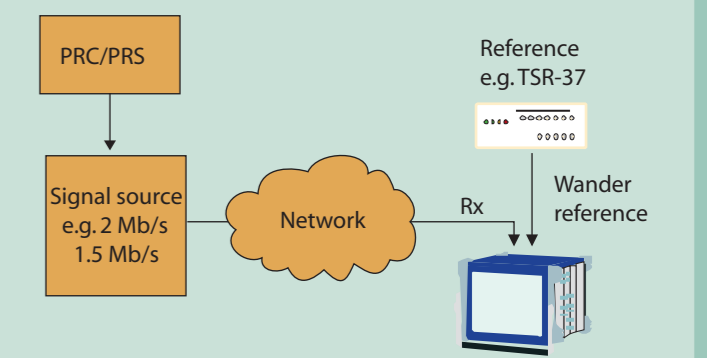 PRC/PRS
Signal source
e.g. 2 Mb/s
1.5 Mb/s
Network
Rx
Reference
e.g. TSR-37
Wander
reference